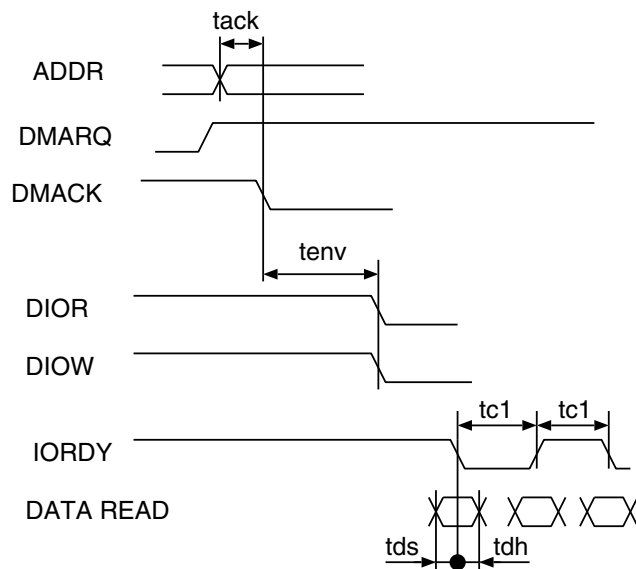 tack
ADDR
DMARQ
DMACK
tenv
DIOR
DIOW
tc1 tc1
IORDY
DATA READ
tds tdh